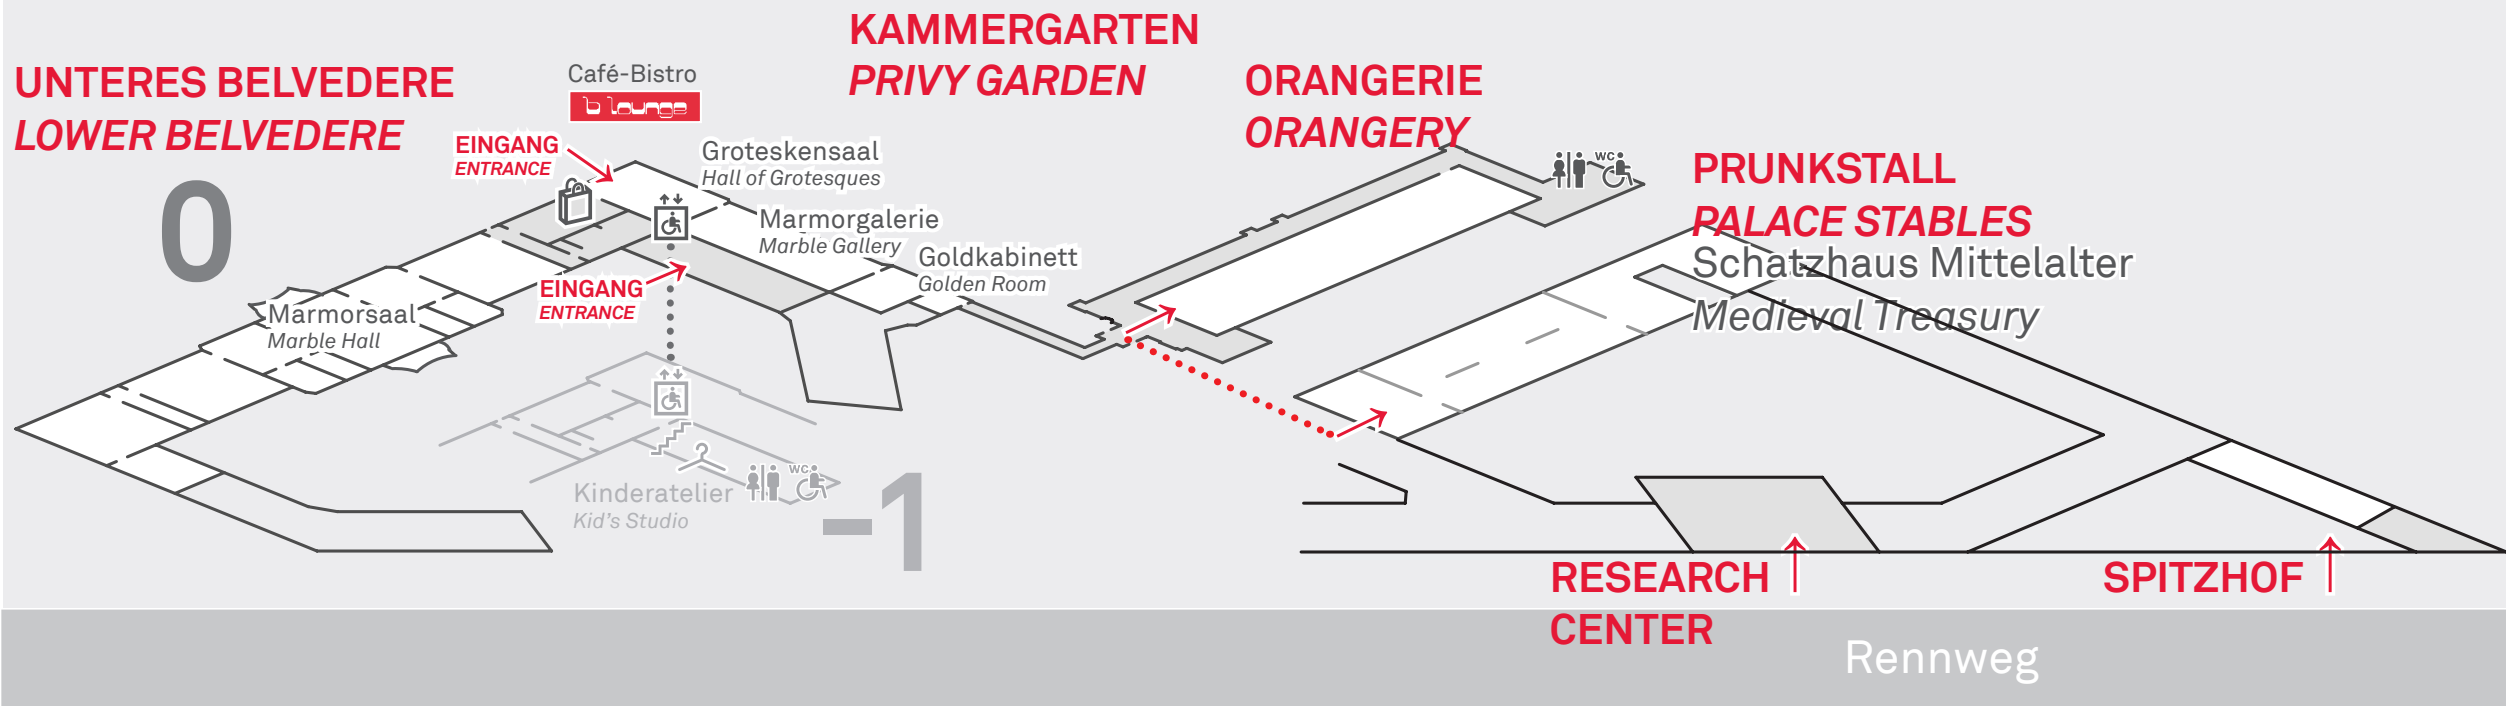 UNTERES BELVEDERE
LOWER BELVEDERE
0
Café-Bistro
b lounge
EINGANG
ENTRANCE
KAMMERGARTEN
PRIVY GARDEN
Groteskensaal
Hall of Grotesques
Marmorgalerie
Marble Gallery
Goldkabinett
Golden Room
EINGANG
ENTRANCE
Marmorsaal
Marble Hall
ORANGERIE
ORANGERY
WC
PRUNKSTALL
PALACE STABLES
Schatzhaus Mittelalter
Medieval Treasury
Kinderatelier
Kid's Studio
WC
-1
RESEARCH
CENTER
SPITZHOF
Rennweg